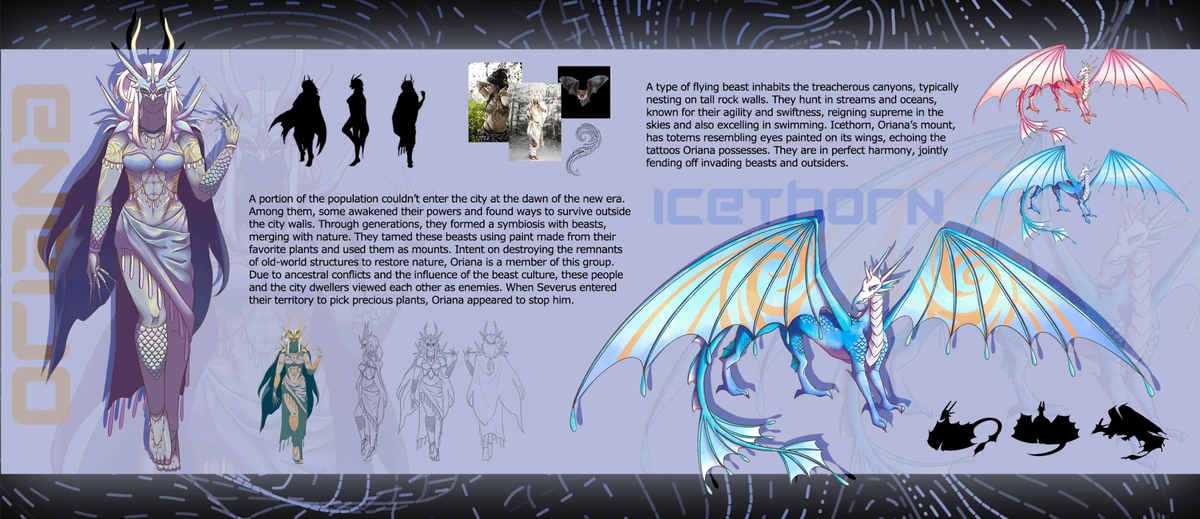 ORIANA
A portion of the population couldn't enter the city at the dawn of the new era.
Among them, some awakened their powers and found ways to survive outside
the city walls. Through generations, they formed a symbiosis with beasts,
merging with nature. They tamed these beasts using paint made from their
favorite plants and used them as mounts. Intent on destroying the remnants
of old-world structures to restore nature, Oriana is a member of this group.
Due to ancestral conflicts and the influence of the beast culture, these people
and the city dwellers viewed each other as enemies. When Severus entered
their territory to pick precious plants, Oriana appeared to stop him.
A type of flying beast inhabits the treacherous canyons, typically
nesting on tall rock walls. They hunt in streams and oceans,
known for their agility and swiftness, reigning supreme in the
skies and also excelling in swimming. Icethorn, Oriana's mount,
has totems resembling eyes painted on its wings, echoing the
tattoos Oriana possesses. They are in perfect harmony, jointly
fending off invading beasts and outsiders.
ICETHORN